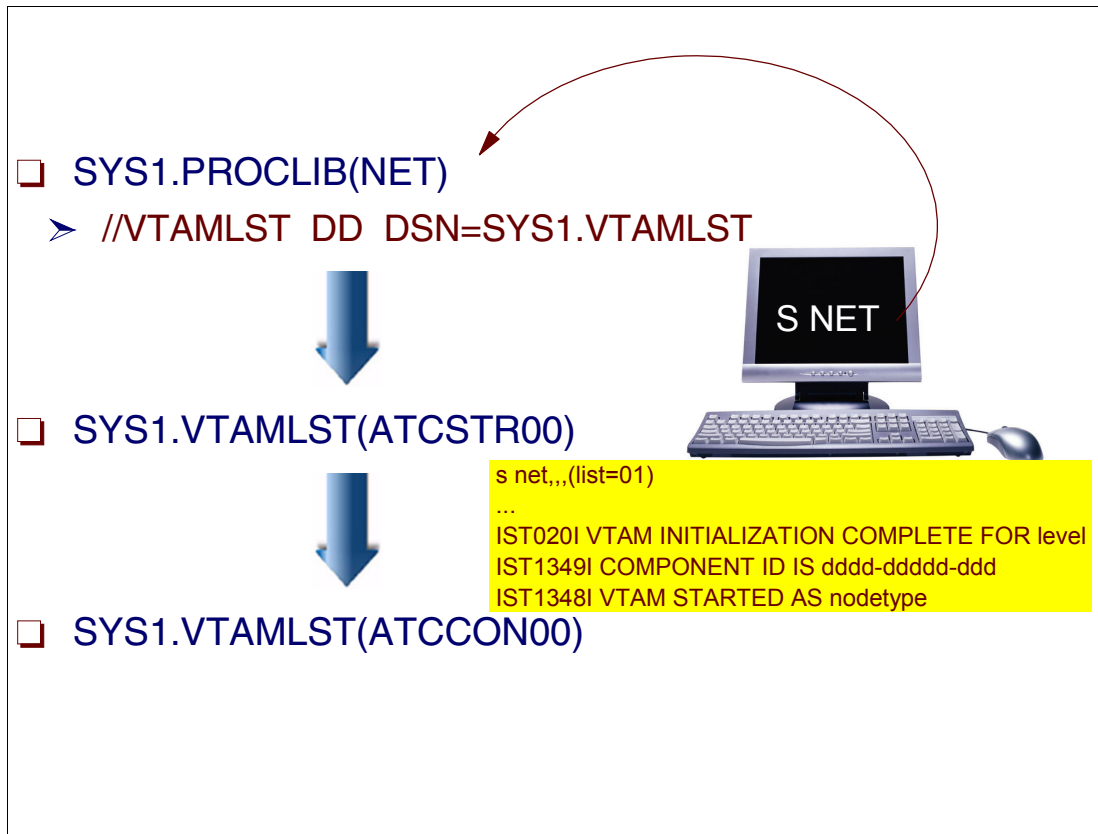 SYS1.PROCLIB(NET)
//VTAMLST DD DSN=SYS1.VTAMLST
S NET
SYS1.VTAMLST(ATCSTR00)
s net,,,(list=01)
...
IST020I VTAM INITIALIZATION COMPLETE FOR level
IST1349I COMPONENT ID IS dddd-ddddd-ddd
IST1348I VTAM STARTED AS nodetype
SYS1.VTAMLST(ATCCON00)